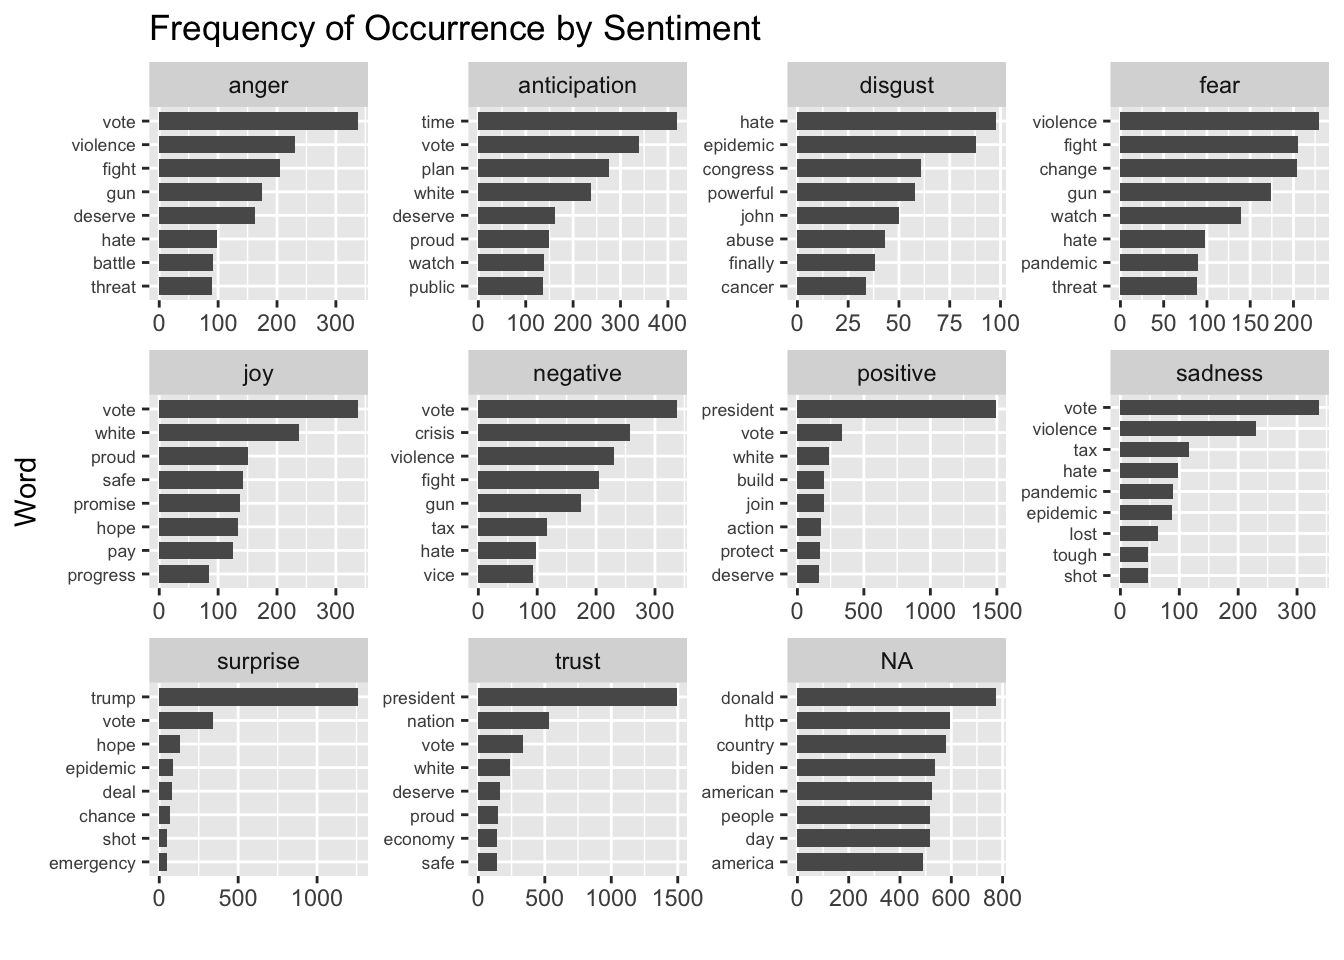 Frequency of Occurrence by Sentiment
Word
anger
vote
violence
fight
gun
deserve
hate
battle
threat
0 100 200 300
anticipation
time
vote
plan
white
deserve
proud
watch
public
0 100 200 300 400
disgust
hate
epidemic
congress
powerful
john
abuse
finally
cancer
0 25 50 75 100
fear
violence
fight
change
gun
watch
hate
pandemic
threat
0 50 100 150 200
joy
vote
white
proud
safe
promise
hope
pay
progress
0 100 200 300
negative
vote
crisis
violence
fight
gun
tax
hate
vice
0 100 200 300
positive
president
vote
white
build
join
action
protect
deserve
0 500 1000 1500
sadness
vote
violence
tax
hate
pandemic
epidemic
lost
tough
shot
0 100 200 300
surprise
trump
vote
hope
epidemic
deal
chance
shot
emergency
0 500 1000
trust
president
nation
vote
white
deserve
proud
economy
safe
0 500 1000 1500
NA
donald
http
country
biden
american
people
day
america
0 200 400 600 800